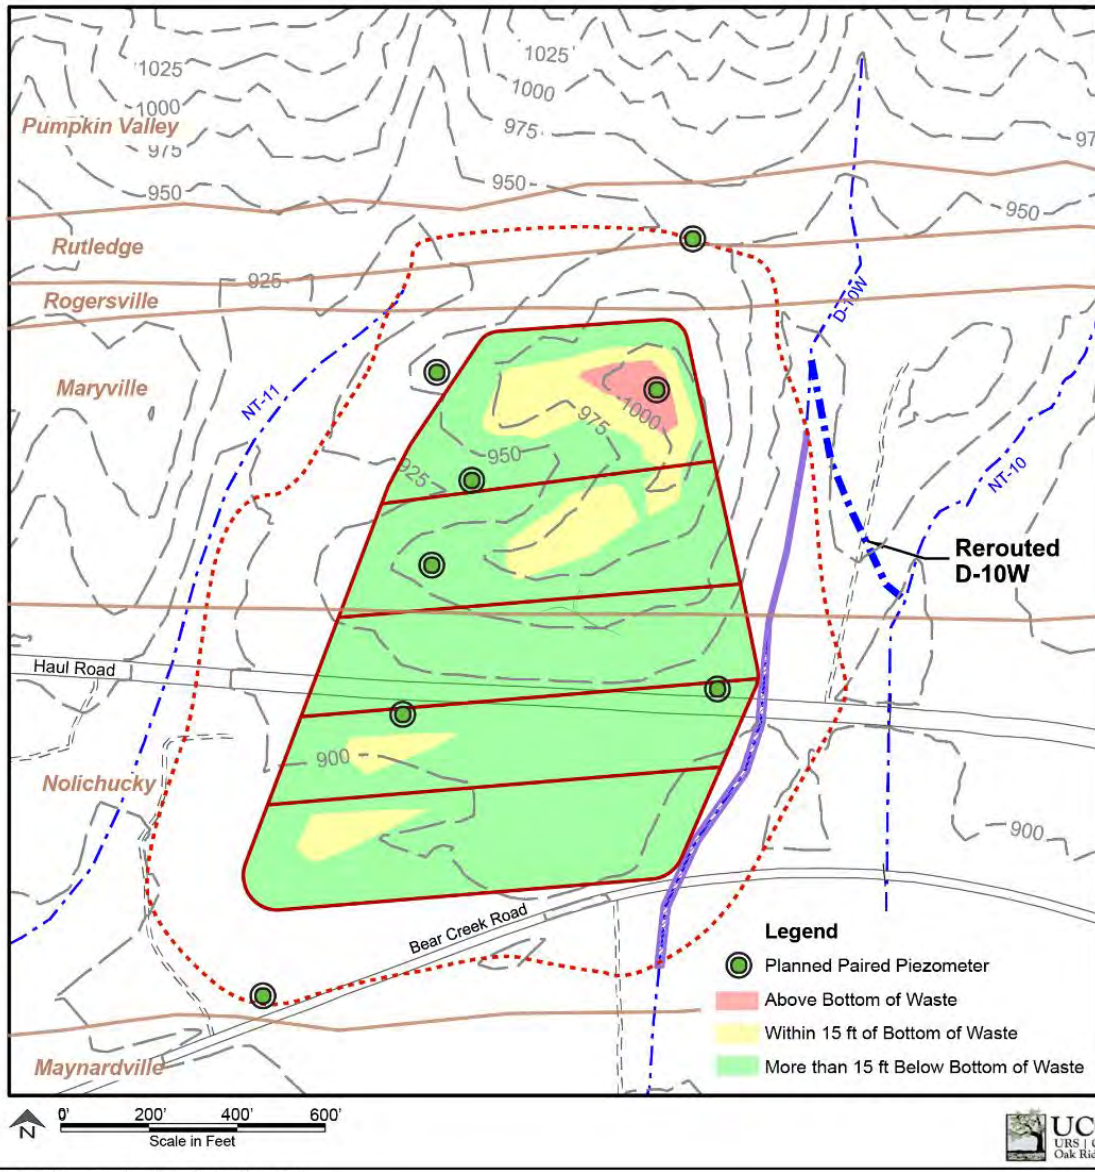 1025
1025
1000
1000
Pumpkin Valley
975
975
97
950
950
950
Rutledge
925
D-10W
Rogersville
Maryville
NT-11
1000
975
950
925
NT-10
Rerouted
D-10W
Haul Road
900
Nolichucky
900
Bear Creek Road
Legend
Planned Paired Piezometer
Above Bottom of Waste
Within 15 ft of Bottom of Waste
More than 15 ft Below Bottom of Waste
Maynardville
N
0' 200' 400' 600'
Scale in Feet
UC
URS |
Oak Rid